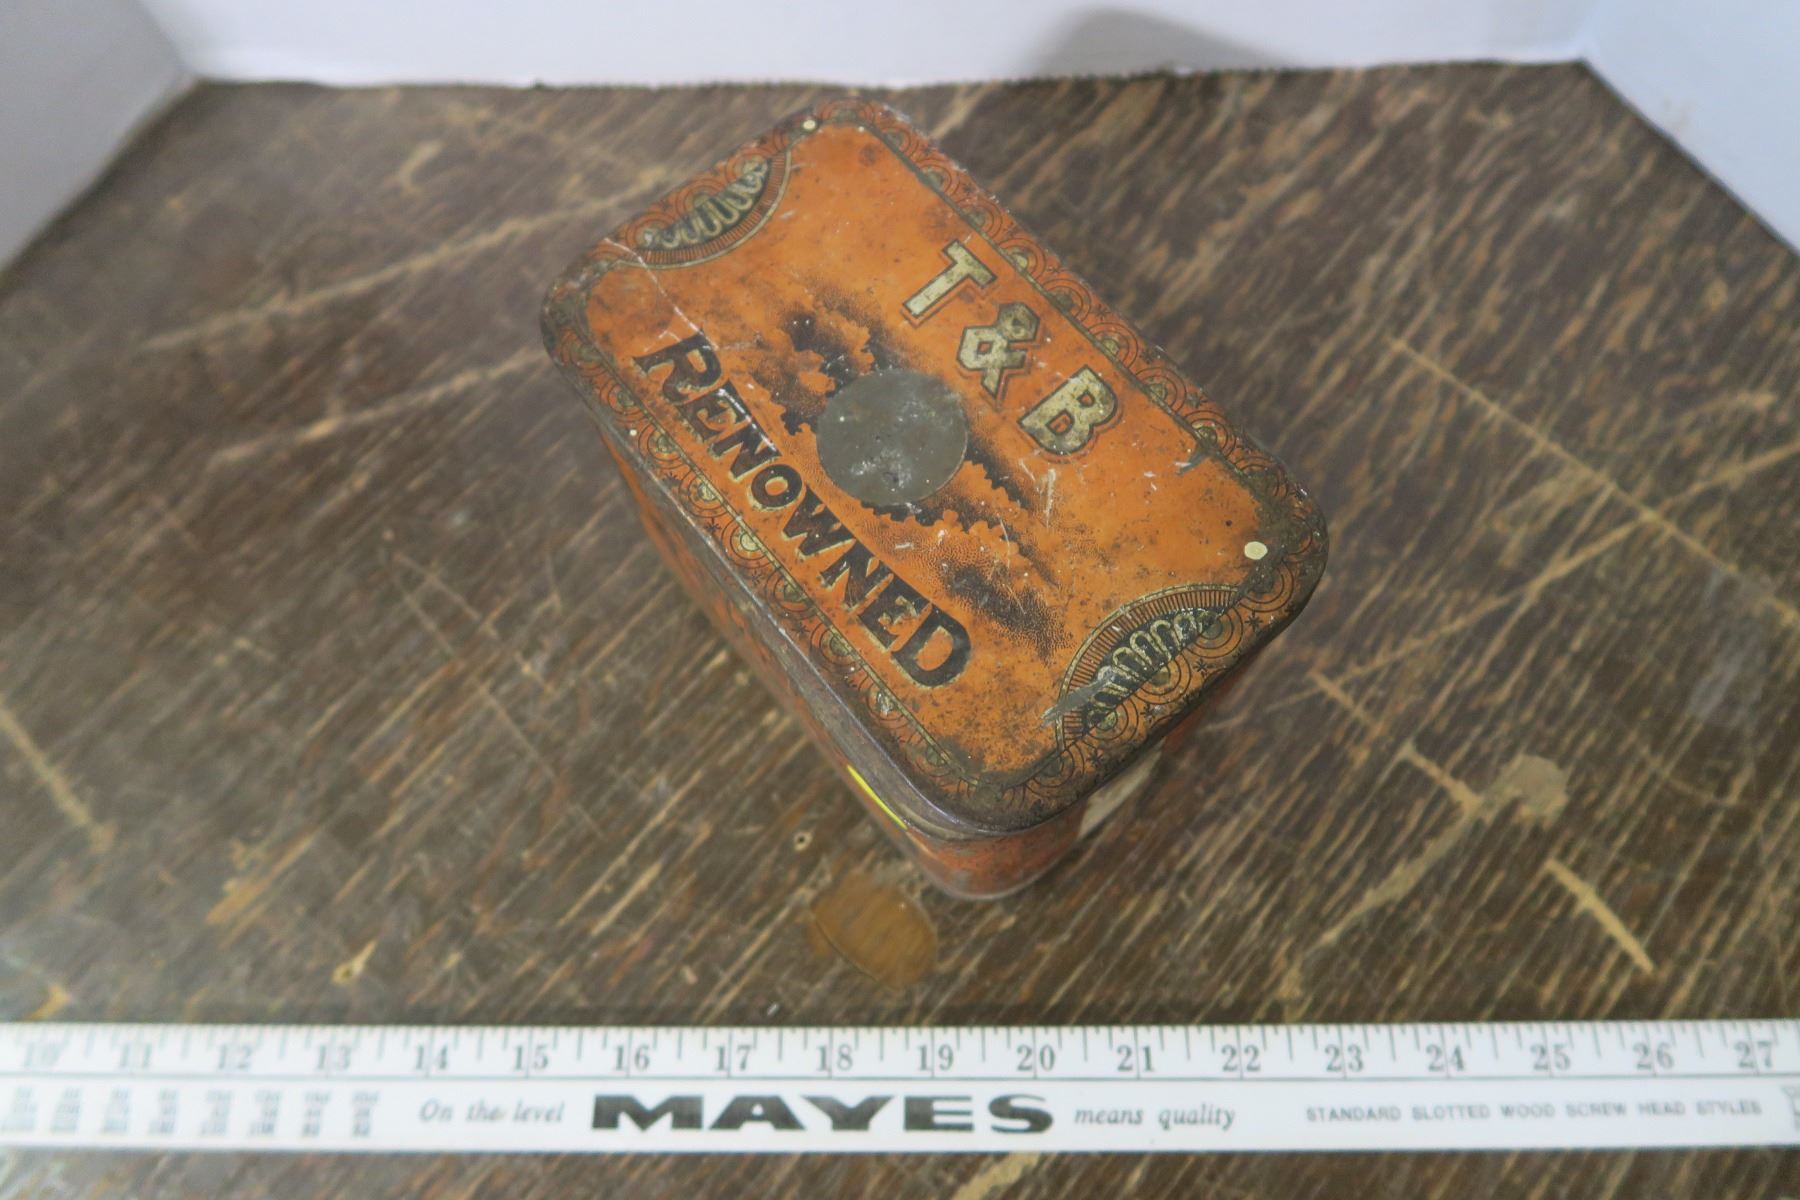 T & B
RENOWNED
10 11 12 13 14 15 16 17 18 19 20 21 22 23 24 25 26 27
On the level MAYES means quality STANDARD SLOTTED WOOD SCREW HEAD STYLES